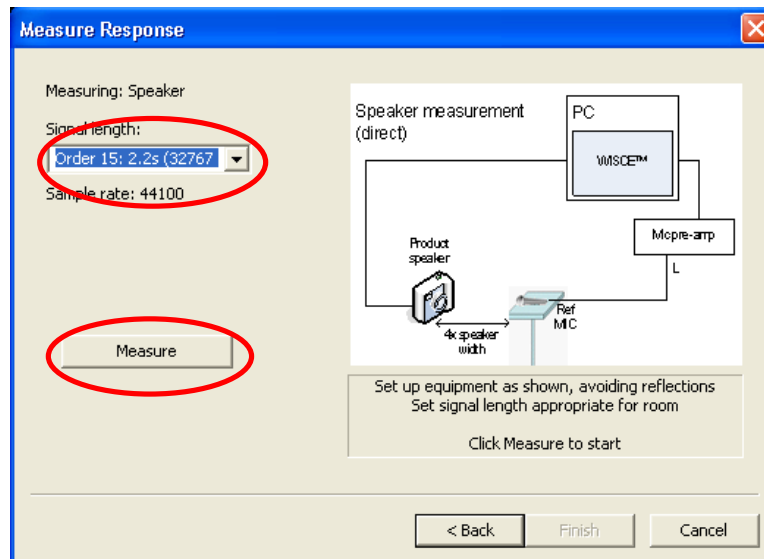 Measure Response
Measuring: Speaker
Signal length:
Order 15: 2.2s (32767
Sample rate: 44100
Measure
Speaker measurement
(direct)
PC
WISCE™
Mcpre-amp
L
Product
speaker
Ref
MIC
4x speaker
width
Set up equipment as shown, avoiding reflections
Set signal length appropriate for room
Click Measure to start
< Back
Finish
Cancel